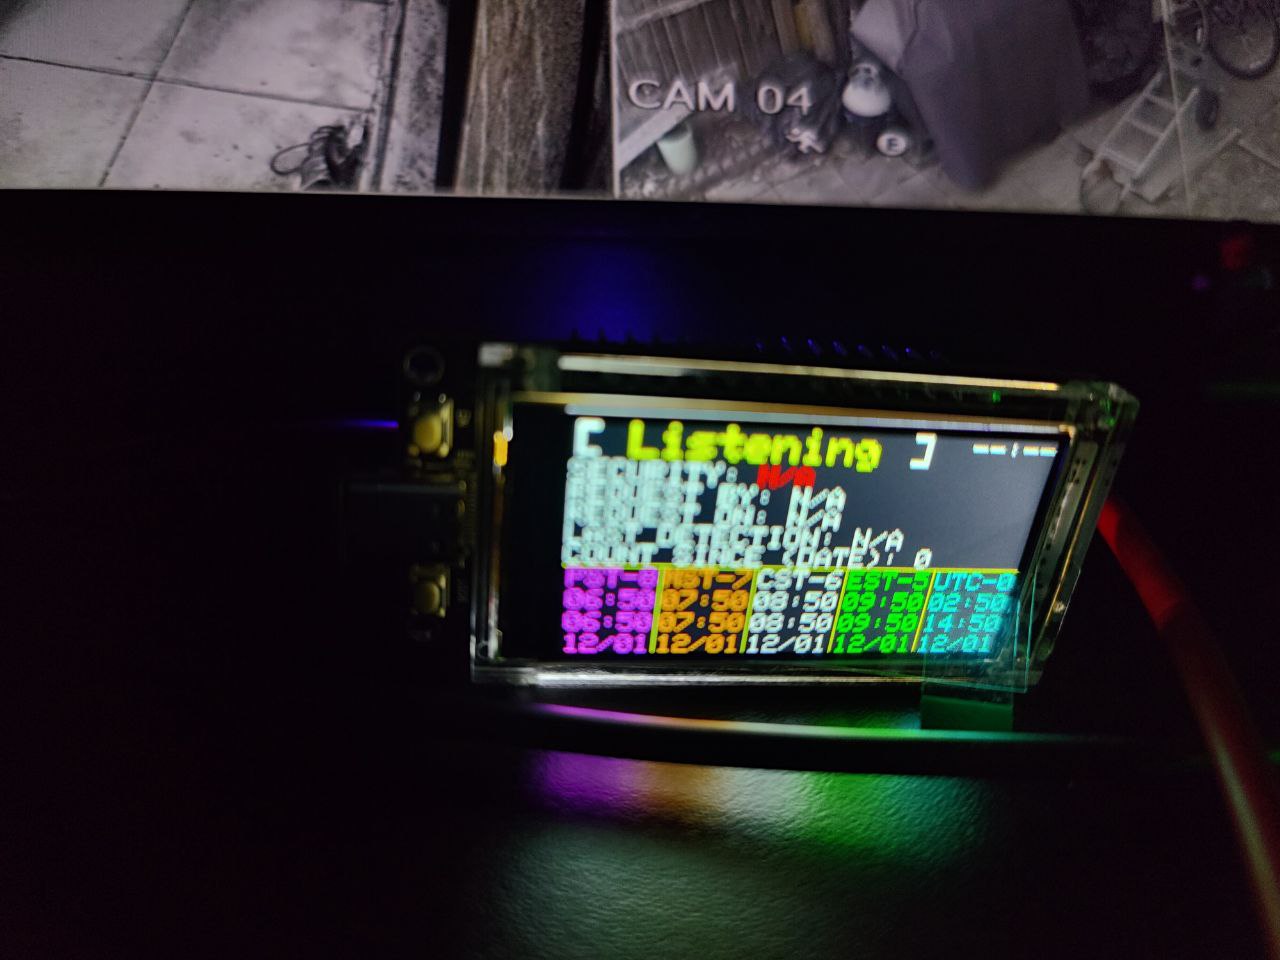 CAM 04
E
[ Listening ] --:--
SECURITY: N/A
REQUEST BY: N/A
REQUEST ON: N/A
LAST DETECTION: N/A
COUNT SINCE (DATE): 0
PST-8 MST-7 CST-6 EST-5 UTC-0
06:50 07:50 08:50 09:50 02:50
06:50 07:50 08:50 09:50 14:50
12/01 12/01 12/01 12/01 12/01